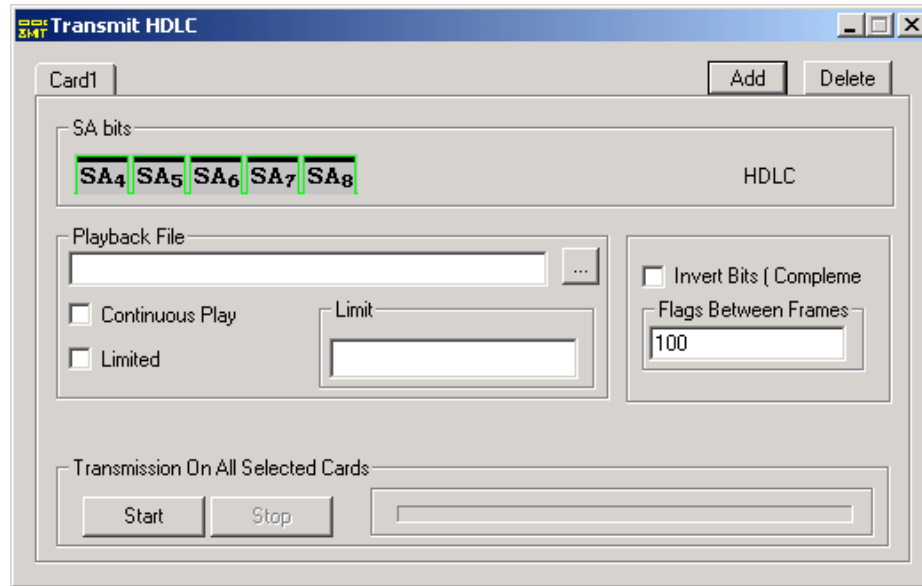 Transmit HDLC
Card1 Add Delete
SA bits
SA4 SA5 SA6 SA7 SA8 HDLC
Playback File
...
Invert Bits ( Compleme
Continuous Play Limit Flags Between Frames
100
Limited
Transmission On All Selected Cards
Start Stop